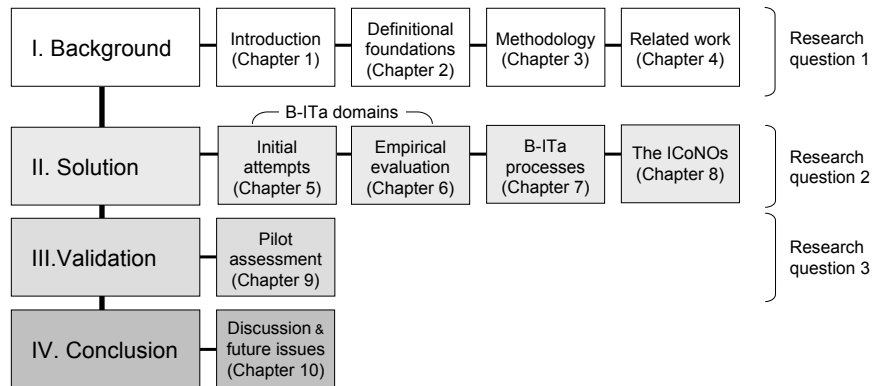 I. Background
Introduction
(Chapter 1)
Definitional
foundations
(Chapter 2)
Methodology
(Chapter 3)
Related work
(Chapter 4)
Research
question 1
B-ITa domains
II. Solution
Initial
attempts
(Chapter 5)
Empirical
evaluation
(Chapter 6)
B-ITa
processes
(Chapter 7)
The ICoNOs
(Chapter 8)
Research
question 2
III.Validation
Pilot
assessment
(Chapter 9)
Research
question 3
IV. Conclusion
Discussion &
future issues
(Chapter 10)